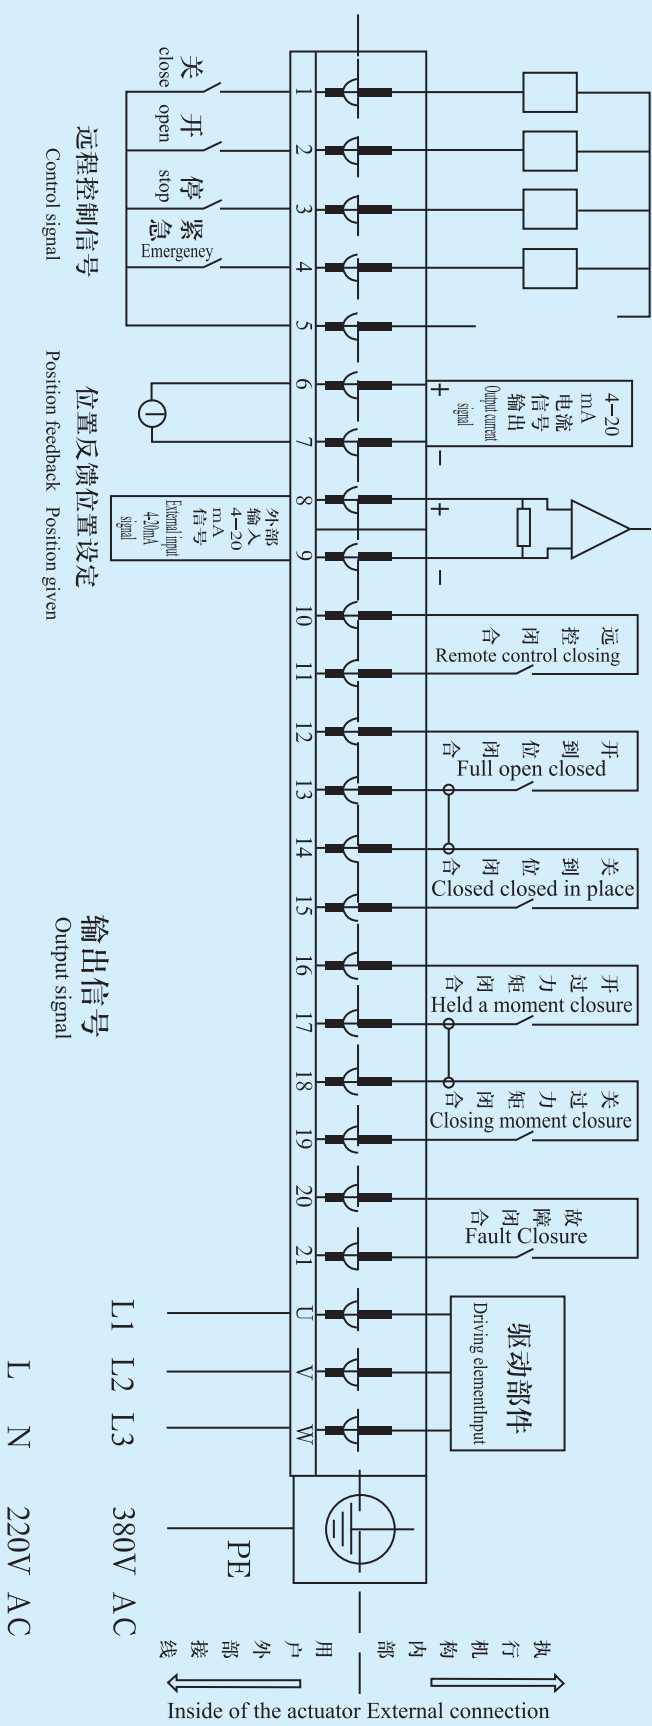 关
close
开
open
停
stop
紧急
Emergeney
远程控制信号
Control signal
1
2
3
4
5
6
7
8
9
10
11
12
13
14
15
16
17
18
19
20
21
U
V
W
4-20
mA
电流
信号
输出
Output current
signal
+
−
位置反馈位置设定
Position feedback Position given
外部
输入
4-20
mA
信号
External input
4-20mA
signal
+
−
远控闭合
Remote control closing
开到位闭合
Full open closed
关到位闭合
Closed closed in place
开过力矩闭合
Held a moment closure
关过力矩闭合
Closing moment closure
故障闭合
Fault Closure
输出信号
Output signal
驱动部件
Driving elementInput
L1 L2 L3 380V AC
L N 220V AC
PE
执行机构内部
用户外部接线
Inside of the actuator External connection